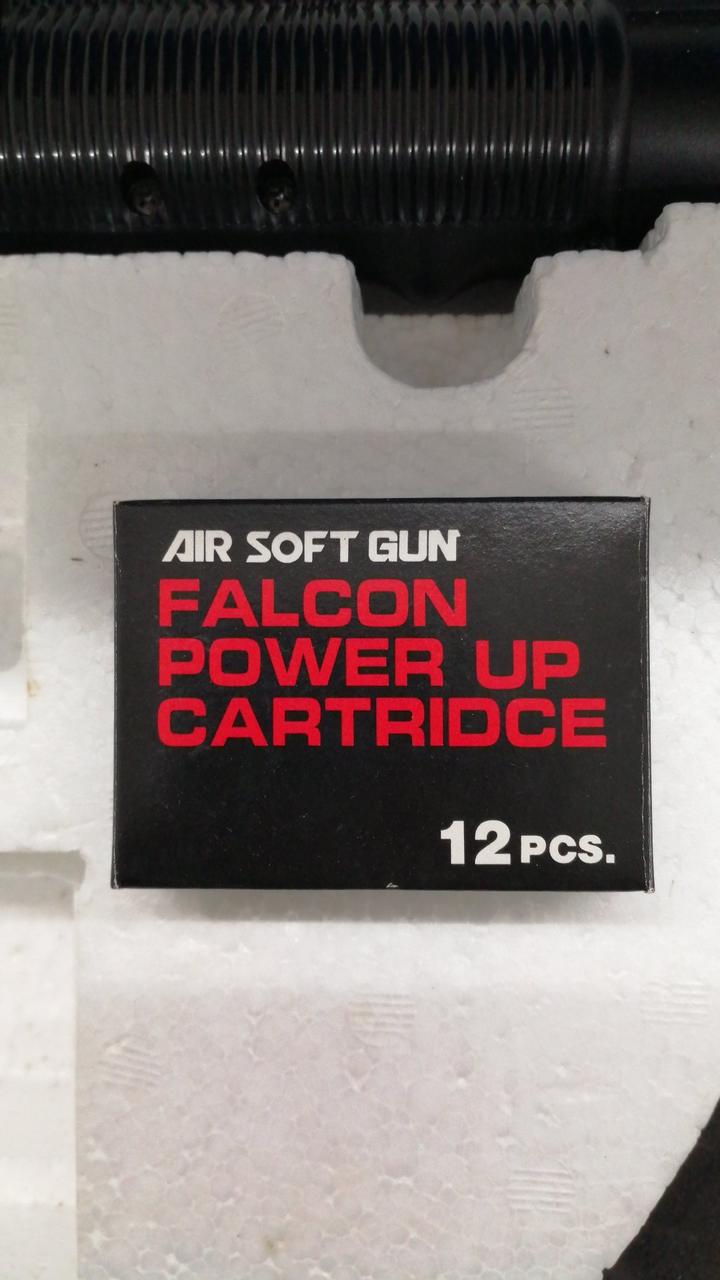 AIR SOFT GUN
FALCON
POWER UP
CARTRIDCE
12 PCS.